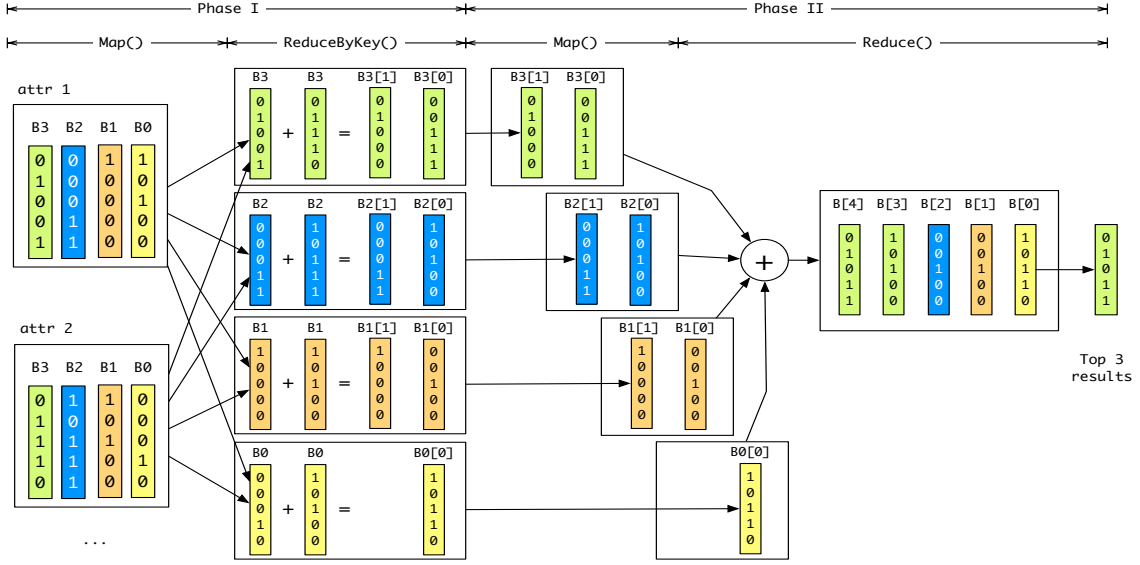 Phase I Phase II
Map() ReduceByKey() Map() Reduce()
attr 1
B3 B2 B1 B0
0 0 1 1
1 0 0 0
0 0 0 1
0 1 0 0
1 1 0 0
attr 2
B3 B2 B1 B0
0 1 1 0
1 0 0 0
1 1 1 0
1 1 0 1
0 1 0 0
...
B3 B3 B3[1] B3[0]
0 0 0 0
1 1 1 0
0 + 1 = 0 1
0 1 0 1
1 0 0 1
B2 B2 B2[1] B2[0]
0 1 0 1
0 0 0 0
0 + 1 = 0 1
1 1 1 0
1 1 1 0
B1 B1 B1[1] B1[0]
1 1 1 0
0 0 0 0
0 + 1 = 0 1
0 0 0 0
0 0 0 0
B0 B0 B0[0]
0 1 1
0 0 0
0 + 1 = 1
1 0 1
0 0 0
B3[1] B3[0]
0 0
1 0
0 1
0 1
0 1
B2[1] B2[0]
0 1
0 0
0 1
1 0
1 0
B1[1] B1[0]
1 0
0 0
0 1
0 0
0 0
B0[0]
1
0
1
1
0
+
B[4] B[3] B[2] B[1] B[0]
0 1 0 0 1
1 0 0 0 0
0 1 1 1 1
1 0 0 0 1
1 0 0 0 0
0
1
0
1
1
Top 3
results